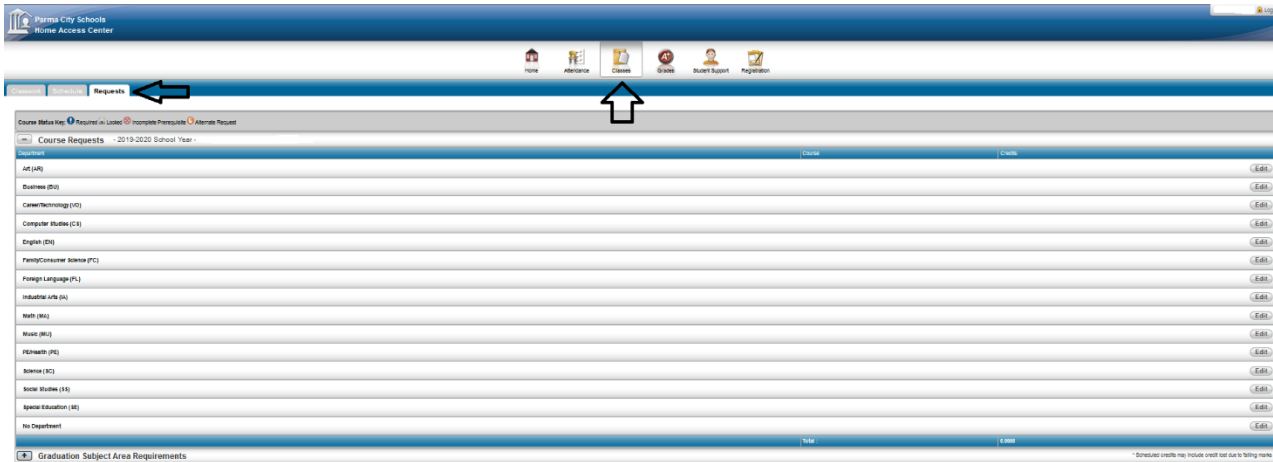 Parma City Schools
Home Access Center
Log
Home Attendance Classes Grades Student Support Registration
Classwork Schedule Requests
Course Status Key: Required Locked Incomplete Prerequisite Alternate Request
Course Requests - 2019-2020 School Year -
Department Course Credits
Art (AR) Edit
Business (BU) Edit
Career/Technology (VO) Edit
Computer Studies (CS) Edit
English (EN) Edit
Family/Consumer Science (FC) Edit
Foreign Language (FL) Edit
Industrial Arts (IA) Edit
Math (MA) Edit
Music (MU) Edit
PE/Health (PE) Edit
Science (SC) Edit
Social Studies (SS) Edit
Special Education (SE) Edit
No Department Edit
Total : 0.0000
Graduation Subject Area Requirements * Scheduled credits may include credit lost due to failing marks